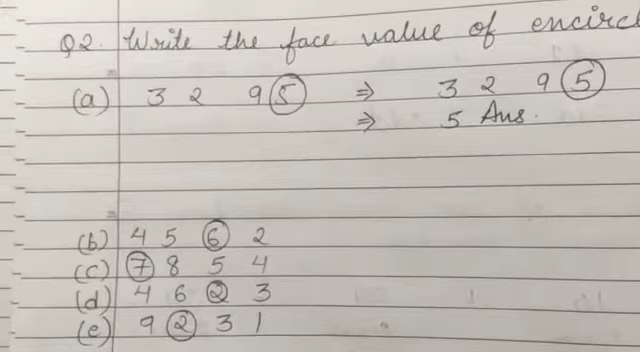 Q2. Write the face value of encircl
(a) 3 2 9 5 ⇒ 3 2 9 5
⇒ 5 Ans.
(b) 4 5 6 2
(c) 7 8 5 4
(d) 4 6 2 3
(e) 9 2 3 1